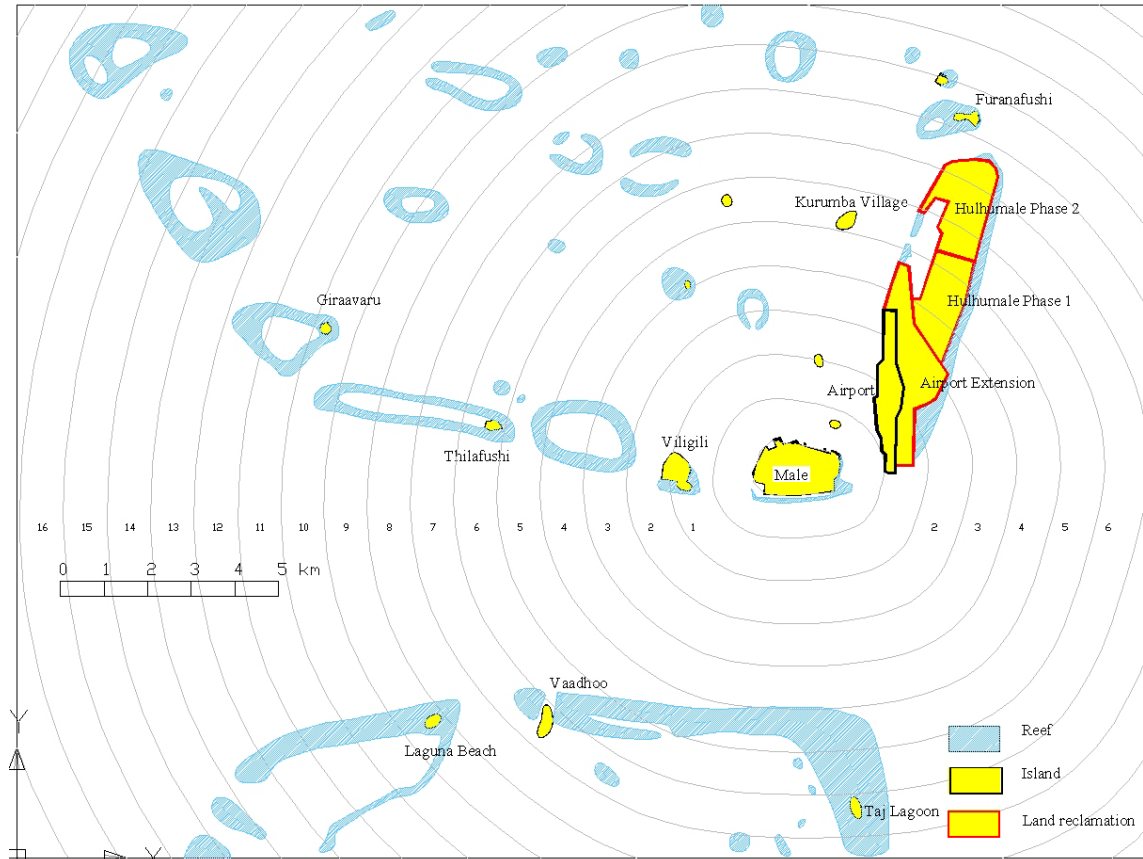 Furanafushi
Kurumba Village
Hulhumale Phase 2
Giraavaru
Hulhumale Phase 1
Airport
Airport Extension
Thilafushi
Viligili
Male
16 15 14 13 12 11 10 9 8 7 6 5 4 3 2 1 2 3 4 5 6
0 1 2 3 4 5 km
Vaadhoo
Laguna Beach
Reef
Island
Taj Lagoon
Land reclamation
Y
X